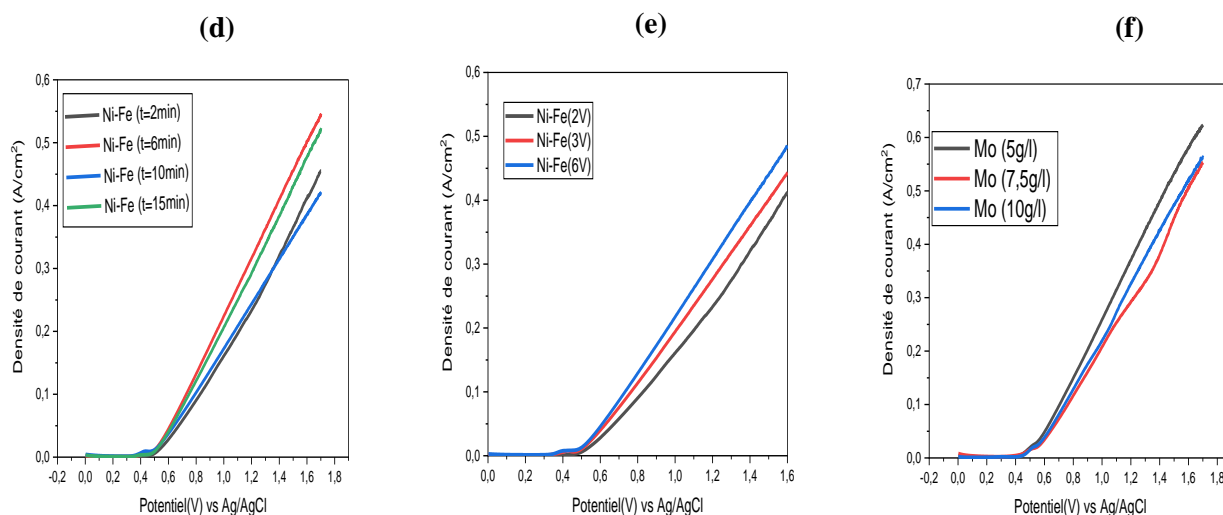 (d)
(e)
(f)
Densité de courant (A/cm²)
0,6
0,5
0,4
0,3
0,2
0,1
0,0
Ni-Fe (t=2min)
Ni-Fe (t=6min)
Ni-Fe (t=10min)
Ni-Fe (t=15min)
-0,2 0,0 0,2 0,4 0,6 0,8 1,0 1,2 1,4 1,6 1,8
Potentiel(V) vs Ag/AgCl
Densité de courant (A/cm²)
0,6
0,5
0,4
0,3
0,2
0,1
0,0
Ni-Fe(2V)
Ni-Fe(3V)
Ni-Fe(6V)
0,0 0,2 0,4 0,6 0,8 1,0 1,2 1,4 1,6
Potentiel(V) vs Ag/AgCl
Densité de courant (A/cm²)
0,7
0,6
0,5
0,4
0,3
0,2
0,1
0,0
Mo (5g/l)
Mo (7,5g/l)
Mo (10g/l)
-0,2 0,0 0,2 0,4 0,6 0,8 1,0 1,2 1,4 1,6 1,8
Potentiel(V) vs Ag/AgCl